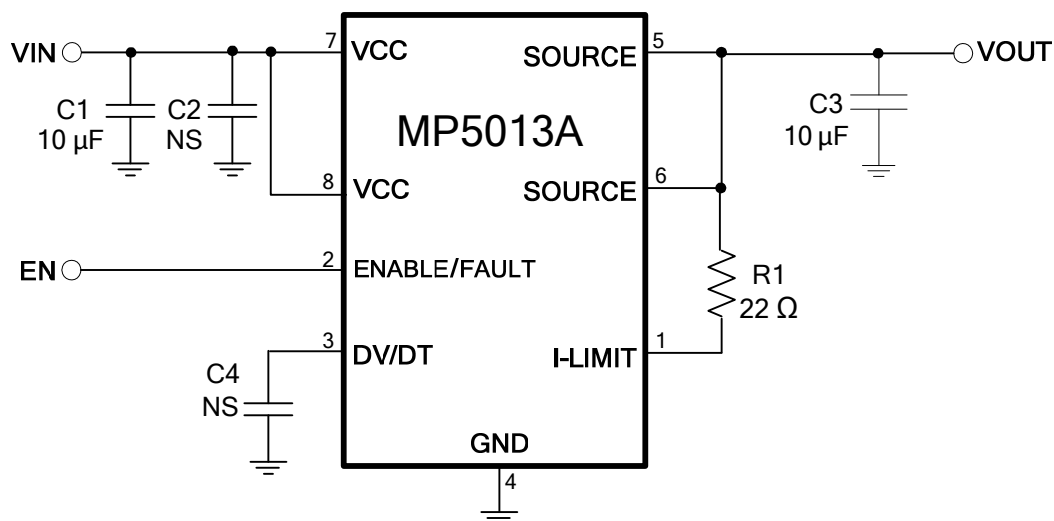 VIN
7
VCC
SOURCE
5
VOUT
C1
10 µF
C2
NS
MP5013A
C3
10 µF
8
VCC
SOURCE
6
EN
2
ENABLE/FAULT
R1
22 Ω
3
DV/DT
I-LIMIT
1
C4
NS
GND
4